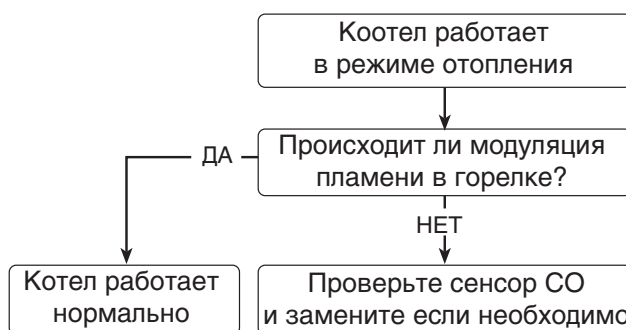 Коотел работает
в режиме отопления
Происходит ли модуляция
пламени в горелке?
ДА
НЕТ
Котел работает
нормально
Проверьте сенсор СО
и замените если необходимо